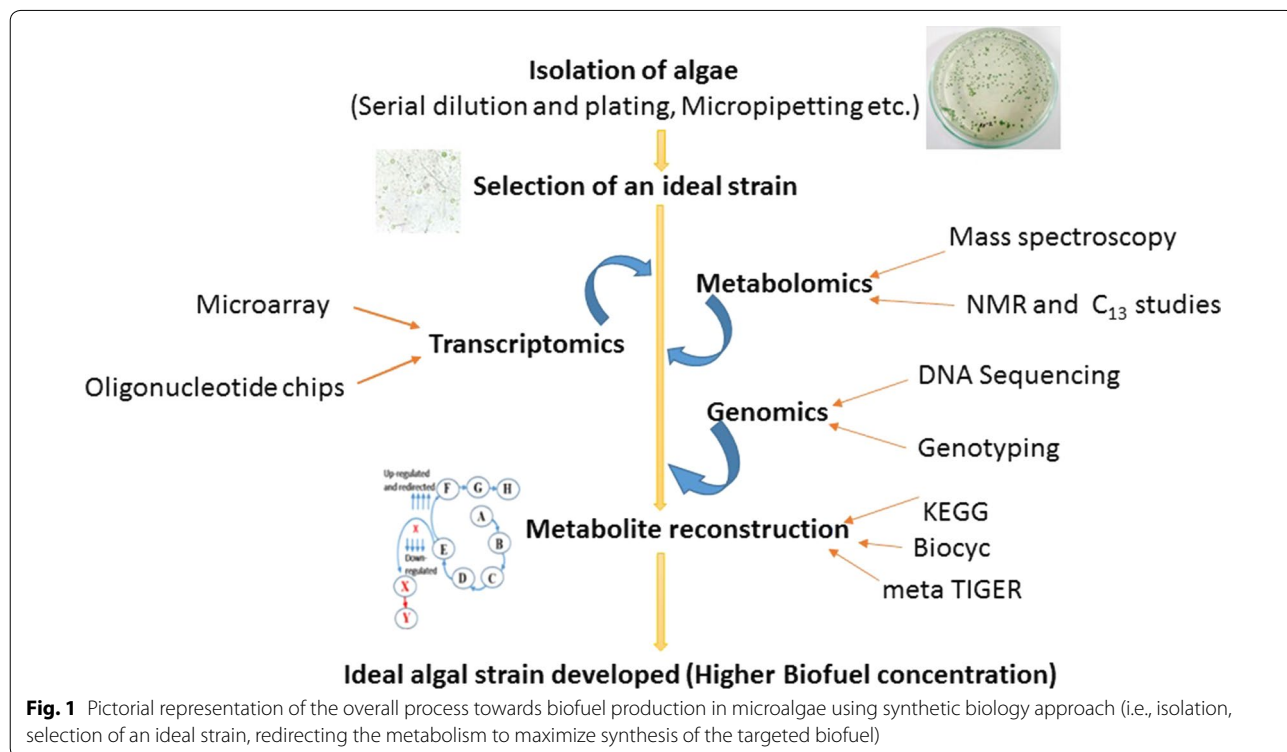 Isolation of algae
(Serial dilution and plating, Micropipetting etc.)
Selection of an ideal strain
Mass spectroscopy
Metabolomics
NMR and C₁₃ studies
Microarray
Transcriptomics
Oligonucleotide chips
DNA Sequencing
Genomics
Genotyping
Up-regulated
and redirected
F
G
H
A
x
B
Down-
regulated
E
D
C
X
Y
Metabolite reconstruction
KEGG
Biocyc
meta TIGER
Ideal algal strain developed (Higher Biofuel concentration)
Fig. 1 Pictorial representation of the overall process towards biofuel production in microalgae using synthetic biology approach (i.e., isolation,
selection of an ideal strain, redirecting the metabolism to maximize synthesis of the targeted biofuel)